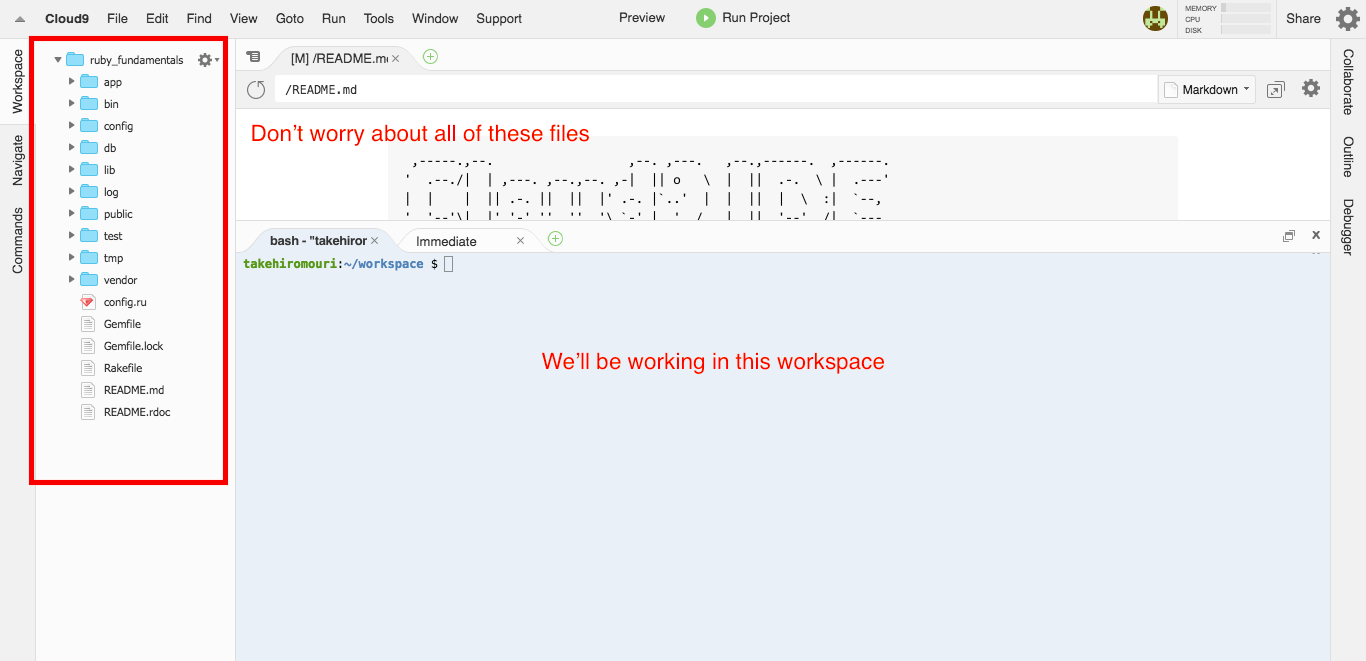 Cloud9 File Edit Find View Goto Run Tools Window Support Preview Run Project MEMORY CPU DISK Share
Workspace
Navigate
Commands
ruby_fundamentals
app
bin
config
db
lib
log
public
test
tmp
vendor
config.ru
Gemfile
Gemfile.lock
Rakefile
README.md
README.rdoc
[M] /README.m
/README.md Markdown
Don't worry about all of these files
bash - "takehiror Immediate
takehiromouri:~/workspace $
We'll be working in this workspace
Collaborate
Outline
Debugger